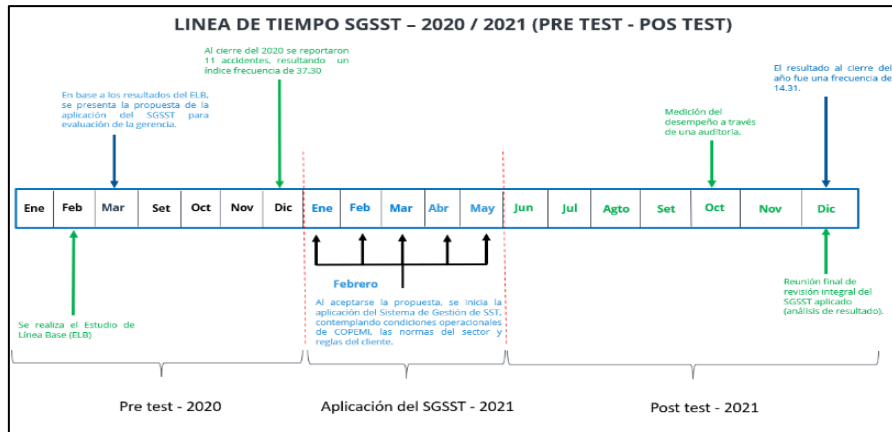 LINEA DE TIEMPO SGSST – 2020 / 2021 (PRE TEST - POS TEST)
Al cierre del 2020 se reportaron
11 accidentes, resultando un
índice frecuencia de 37.30
En base a los resultados del ELB,
se presenta la propuesta de la
aplicación del SGSST para
evaluación de la gerencia.
El resultado al cierre del
año fue una frecuencia de
14.31.
Medición del
desempeño a través
de una auditoria.
Ene Feb Mar Set Oct Nov Dic Ene Feb Mar Abr May Jun Jul Agto Set Oct Nov Dic
Se realiza el Estudio de
Línea Base (ELB)
Febrero
Al aceptarse la propuesta, se inicia la
aplicación del Sistema de Gestión de SST,
contemplando condiciones operacionales
de COPEMI, las normas del sector y
reglas del cliente.
Reunión final de
revisión integral del
SGSST aplicado
(análisis de resultado).
Pre test - 2020
Aplicación del SGSST - 2021
Post test - 2021